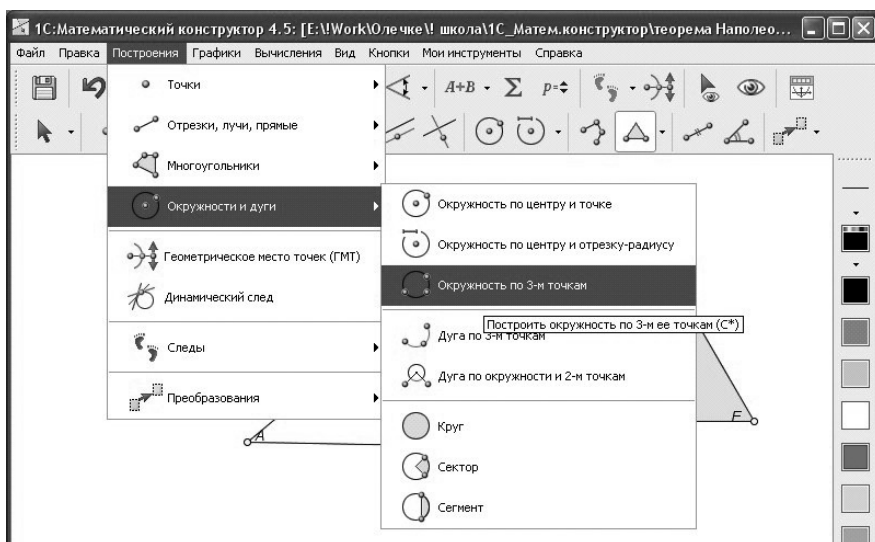 1С:Математический конструктор 4.5: [E:\!Work\Олечке\! школа\1С_Матем.конструктор\теорема Наполео...
Файл Правка Построения Графики Вычисления Вид Кнопки Мои инструменты Справка
Точки
A+B Σ p=
Отрезки, лучи, прямые
Многоугольники
Окружности и дуги
Окружность по центру и точке
Окружность по центру и отрезку-радиусу
Геометрическое место точек (ГМТ)
Окружность по 3-м точкам
Динамический след
Построить окружность по 3-м ее точкам (C*)
Следы
Дуга по 3-м точкам
Дуга по окружности и 2-м точкам
Преобразования
Круг
F
A
Сектор
Сегмент